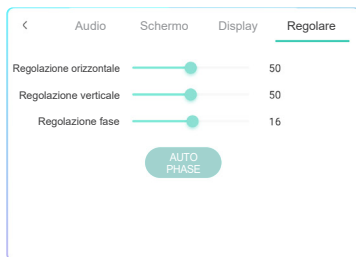 Audio Schermo Display Regolare
Regolazione orizzontale 50
Regolazione verticale 50
Regolazione fase 16
AUTO
PHASE